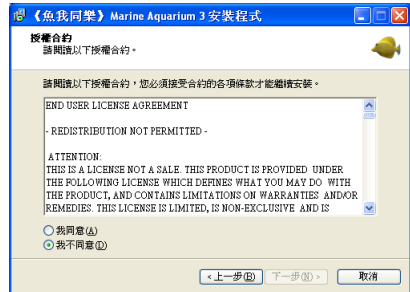 《魚我同樂》Marine Aquarium 3 安裝程式
授權合約
請閱讀以下授權合約。
請閱讀以下授權合約，您必須接受合約的各項條款才能繼續安裝。
END USER LICENSE AGREEMENT
- REDISTRIBUTION NOT PERMITTED -
ATTENTION:
THIS IS A LICENSE NOT A SALE. THIS PRODUCT IS PROVIDED UNDER
THE FOLLOWING LICENSE WHICH DEFINES WHAT YOU MAY DO WITH
THE PRODUCT, AND CONTAINS LIMITATIONS ON WARRANTIES AND/OR
REMEDIES. THIS LICENSE IS LIMITED, IS NON-EXCLUSIVE AND IS
我同意(A)
我不同意(D)
< 上一步(B) 下一步(N) > 取消